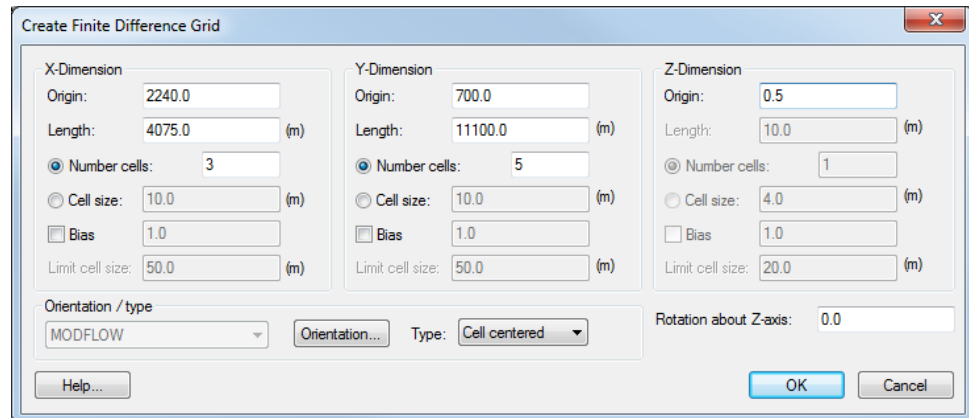 Create Finite Difference Grid
X-Dimension
Origin: 2240.0
Length: 4075.0 (m)
Number cells: 3
Cell size: 10.0 (m)
Bias 1.0
Limit cell size: 50.0 (m)
Y-Dimension
Origin: 700.0
Length: 11100.0 (m)
Number cells: 5
Cell size: 10.0 (m)
Bias 1.0
Limit cell size: 50.0 (m)
Z-Dimension
Origin: 0.5
Length: 10.0 (m)
Number cells: 1
Cell size: 4.0 (m)
Bias 1.0
Limit cell size: 20.0 (m)
Orientation / type
MODFLOW Orientation... Type: Cell centered
Rotation about Z-axis: 0.0
Help... OK Cancel